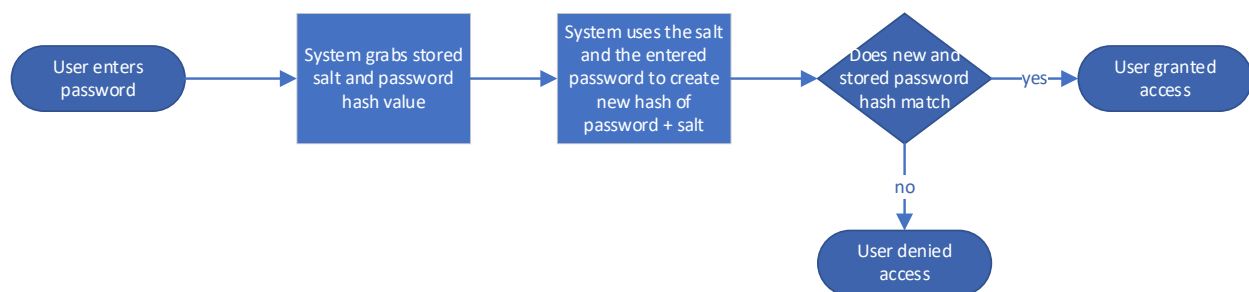 User enters
password
System grabs stored
salt and password
hash value
System uses the salt
and the entered
password to create
new hash of
password + salt
Does new and
stored password
hash match
yes
User granted
access
no
User denied
access